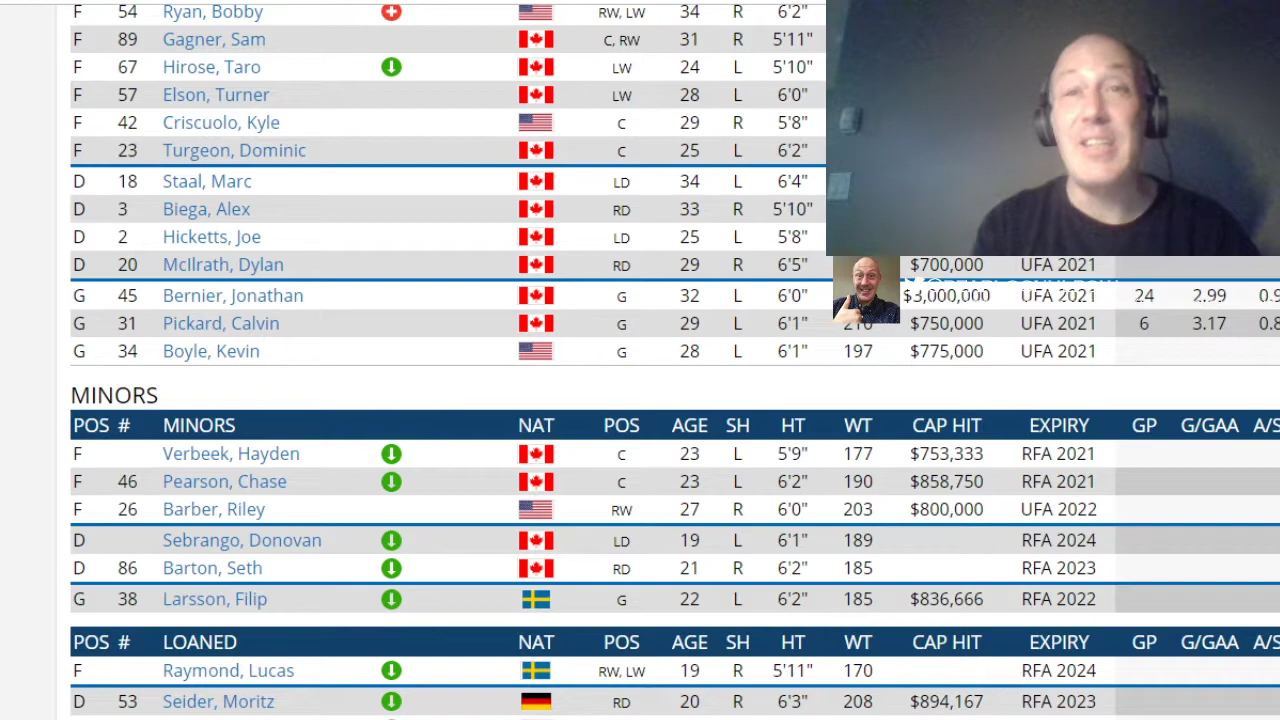 F 54 Ryan, Bobby RW, LW 34 R 6'2"
F 89 Gagner, Sam C, RW 31 R 5'11"
F 67 Hirose, Taro LW 24 L 5'10"
F 57 Elson, Turner LW 28 L 6'0"
F 42 Criscuolo, Kyle C 29 R 5'8"
F 23 Turgeon, Dominic C 25 L 6'2"
D 18 Staal, Marc LD 34 L 6'4"
D 3 Biega, Alex RD 33 R 5'10"
D 2 Hicketts, Joe LD 25 L 5'8"
D 20 McIlrath, Dylan RD 29 R 6'5" $700,000 UFA 2021
G 45 Bernier, Jonathan G 32 L 6'0" $3,000,000 UFA 2021 24 2.99 0.9
G 31 Pickard, Calvin G 29 L 6'1" 210 $750,000 UFA 2021 6 3.17 0.8
G 34 Boyle, Kevin G 28 L 6'1" 197 $775,000 UFA 2021
MINORS
POS # MINORS NAT POS AGE SH HT WT CAP HIT EXPIRY GP G/GAA A/S
F Verbeek, Hayden C 23 L 5'9" 177 $753,333 RFA 2021
F 46 Pearson, Chase C 23 L 6'2" 190 $858,750 RFA 2021
F 26 Barber, Riley RW 27 R 6'0" 203 $800,000 UFA 2022
D Sebrango, Donovan LD 19 L 6'1" 189 RFA 2024
D 86 Barton, Seth RD 21 R 6'2" 185 RFA 2023
G 38 Larsson, Filip G 22 L 6'2" 185 $836,666 RFA 2022
POS # LOANED NAT POS AGE SH HT WT CAP HIT EXPIRY GP G/GAA A/S
F Raymond, Lucas RW, LW 19 R 5'11" 170 RFA 2024
D 53 Seider, Moritz RD 20 R 6'3" 208 $894,167 RFA 2023